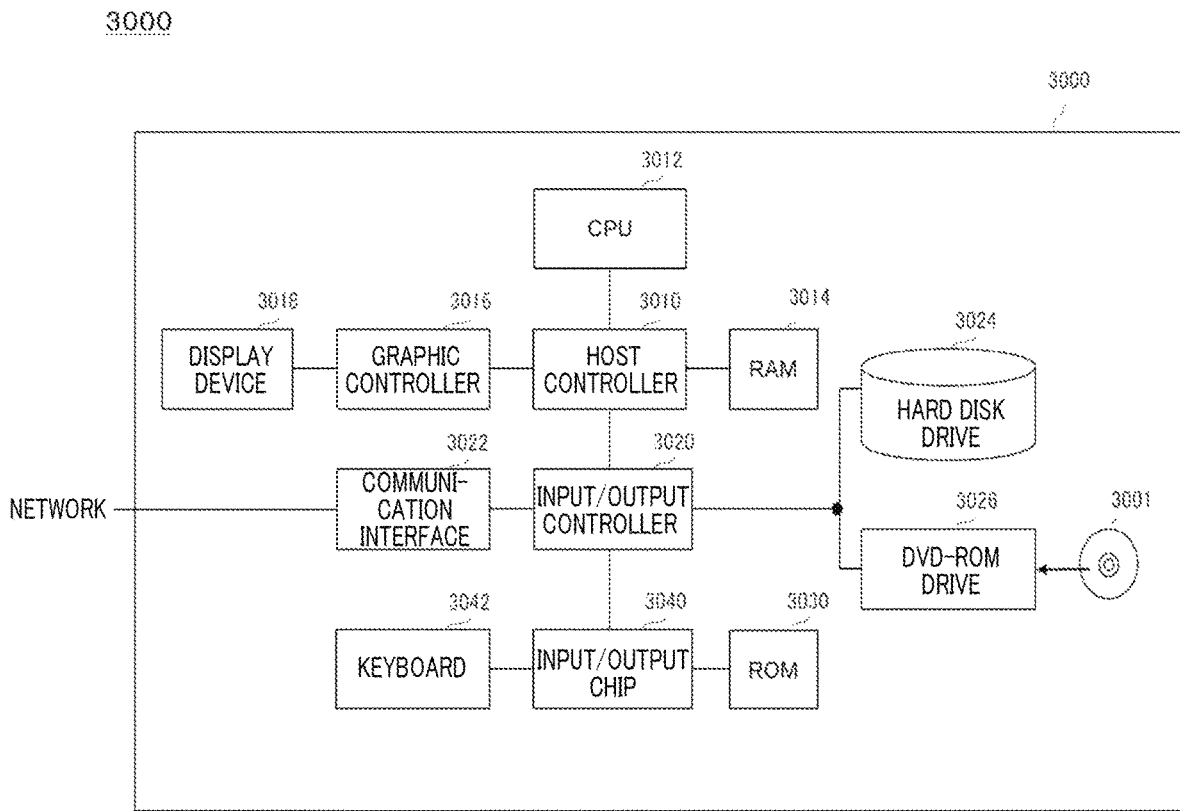 3000
3000
3012
CPU
3018
3016
3010
3014
DISPLAY
DEVICE
GRAPHIC
CONTROLLER
HOST
CONTROLLER
RAM
3024
HARD DISK
DRIVE
3022
3020
NETWORK
COMMUNI-
CATION
INTERFACE
INPUT/OUTPUT
CONTROLLER
3026
3001
DVD-ROM
DRIVE
3042
3040
3030
KEYBOARD
INPUT/OUTPUT
CHIP
ROM